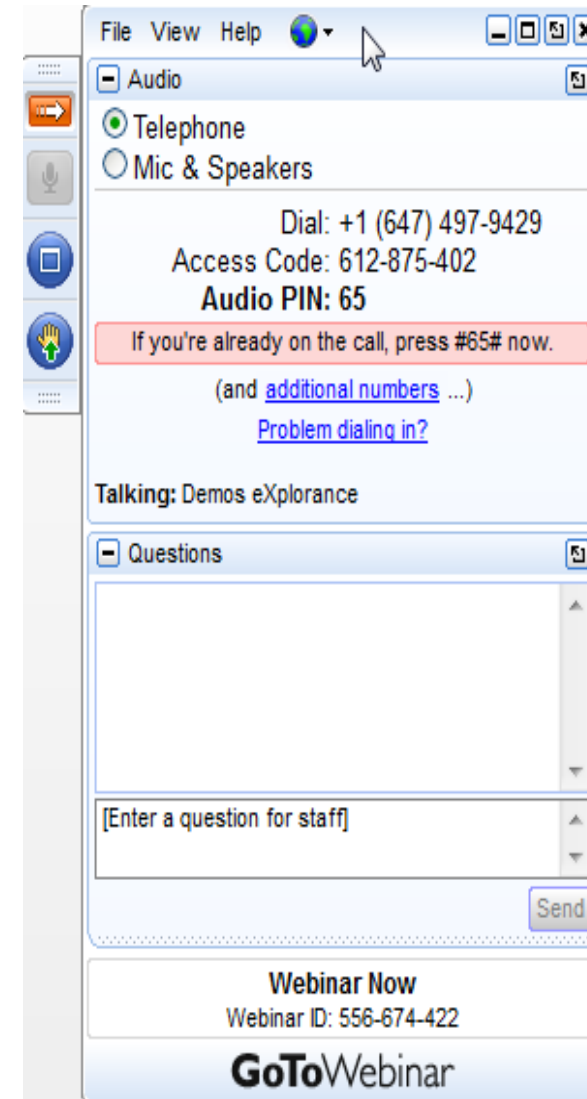 File View Help
Audio
Telephone
Mic & Speakers
Dial: +1 (647) 497-9429
Access Code: 612-875-402
Audio PIN: 65
If you're already on the call, press #65# now.
(and additional numbers ...)
Problem dialing in?
Talking: Demos eXplorance
Questions
[Enter a question for staff]
Send
Webinar Now
Webinar ID: 556-674-422
GoToWebinar